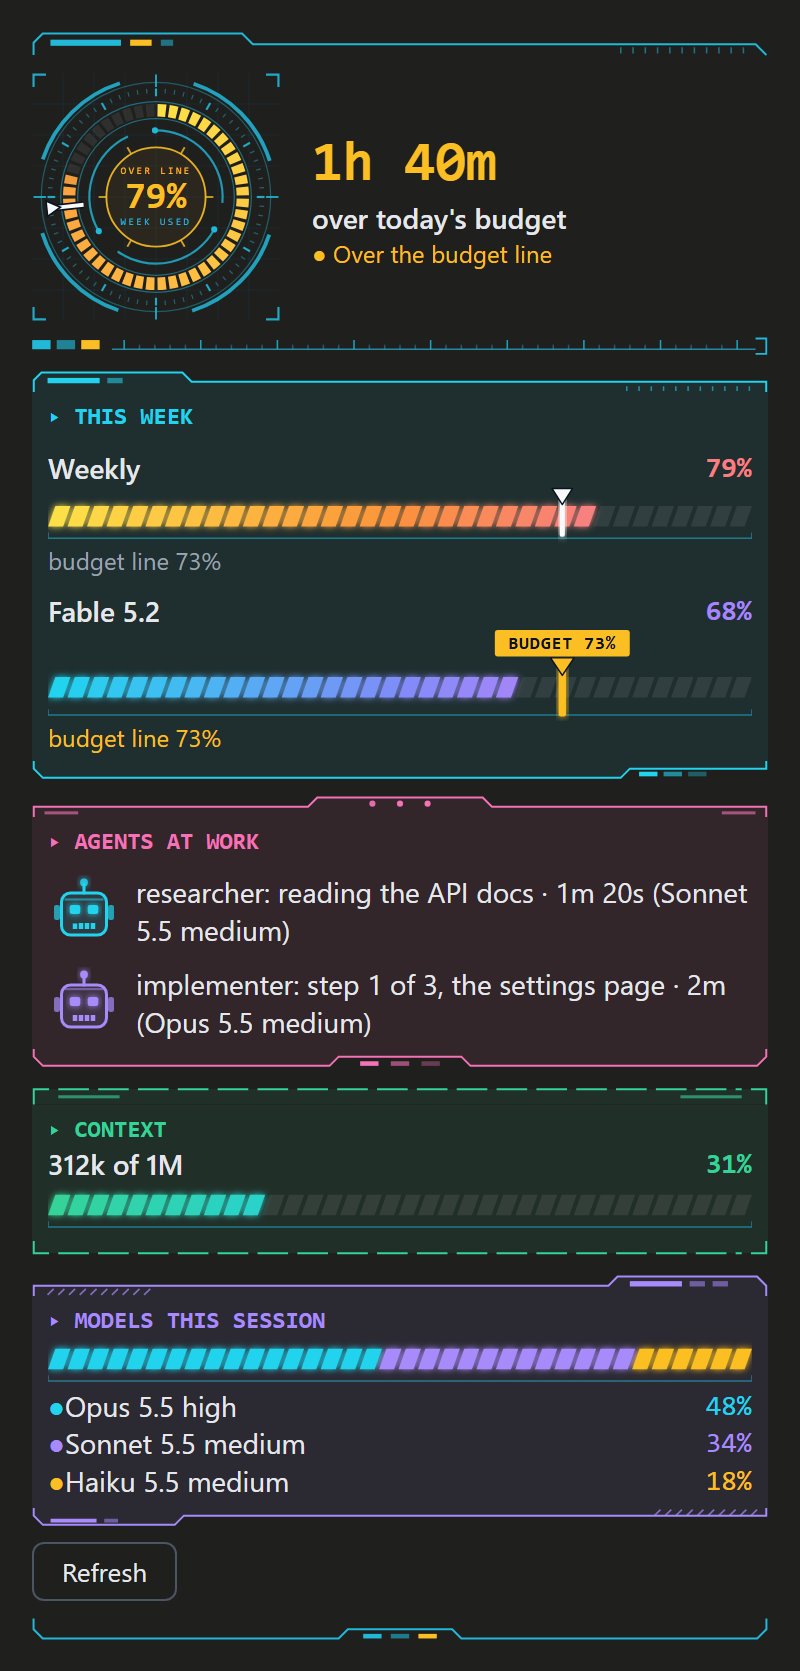 OVER LINE
79%
WEEK USED
1h 40m
over today's budget
Over the budget line
THIS WEEK
Weekly 79%
budget line 73%
Fable 5.2 68%
BUDGET 73%
budget line 73%
AGENTS AT WORK
researcher: reading the API docs · 1m 20s (Sonnet
5.5 medium)
implementer: step 1 of 3, the settings page · 2m
(Opus 5.5 medium)
CONTEXT
312k of 1M 31%
MODELS THIS SESSION
Opus 5.5 high 48%
Sonnet 5.5 medium 34%
Haiku 5.5 medium 18%
Refresh